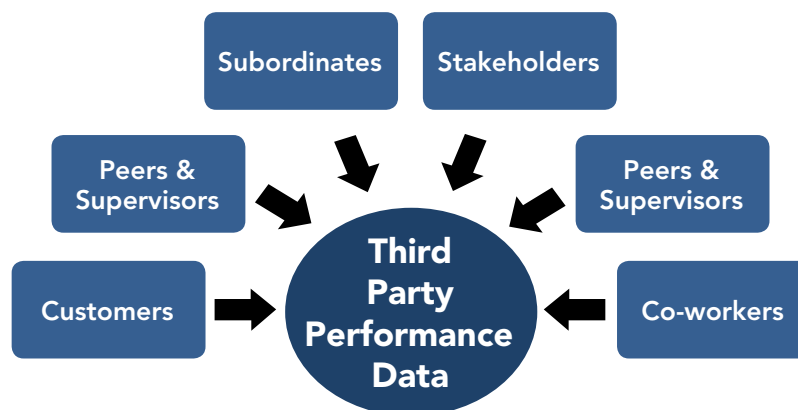 Subordinates
Stakeholders
Peers &
Supervisors
Peers &
Supervisors
Customers
Third
Party
Performance
Data
Co-workers